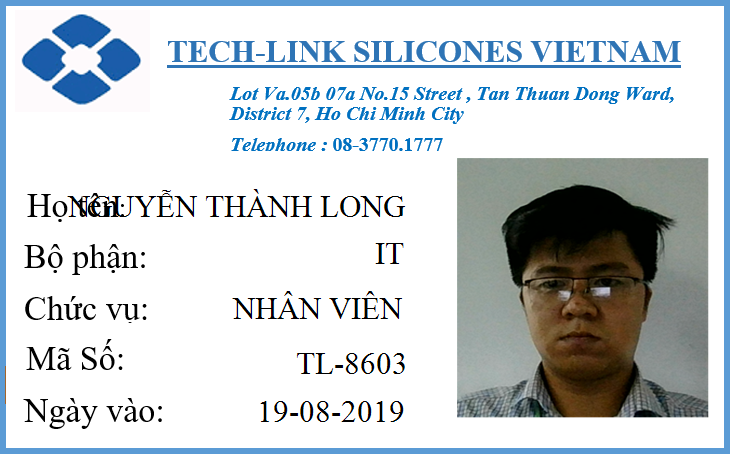 TECH-LINK SILICONES VIETNAM
Lot Va.05b 07a No.15 Street , Tan Thuan Dong Ward,
District 7, Ho Chi Minh City
Telephone : 08-3770.1777
Họ tên: NGUYỄN THÀNH LONG
Bộ phận: IT
Chức vụ: NHÂN VIÊN
Mã Số: TL-8603
Ngày vào: 19-08-2019